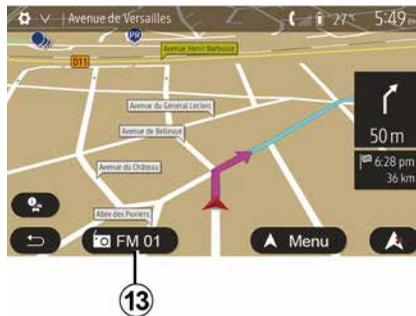 Avenue de Versailles
27°
5:49 PM
PR
Avenue Henri Barbusse
D11
Avenue du Général Leclerc
50 m
Avenue de Bellevue
6:28 pm
Avenue du Château
36 km
Allée des Poiriers
FM 01
Menu
13